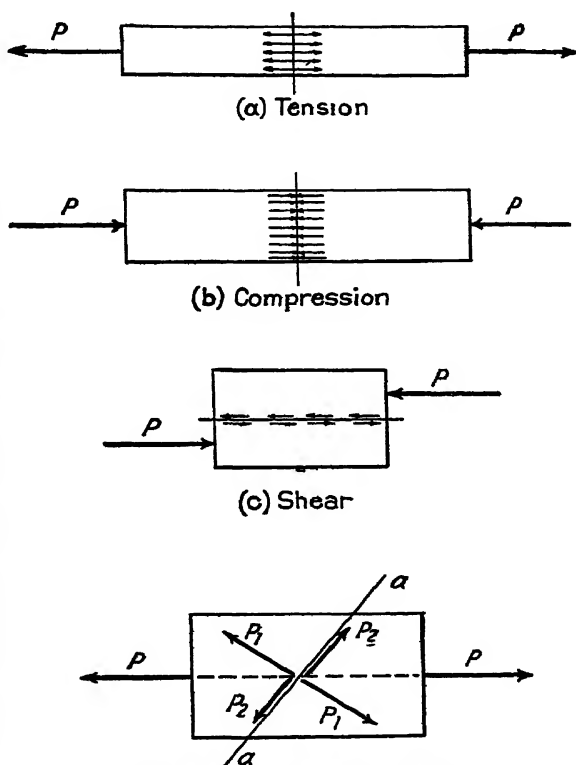 P P
(a) Tension
P P
(b) Compression
P
P
(c) Shear
a
P1 P2
P P
P2 P1
a